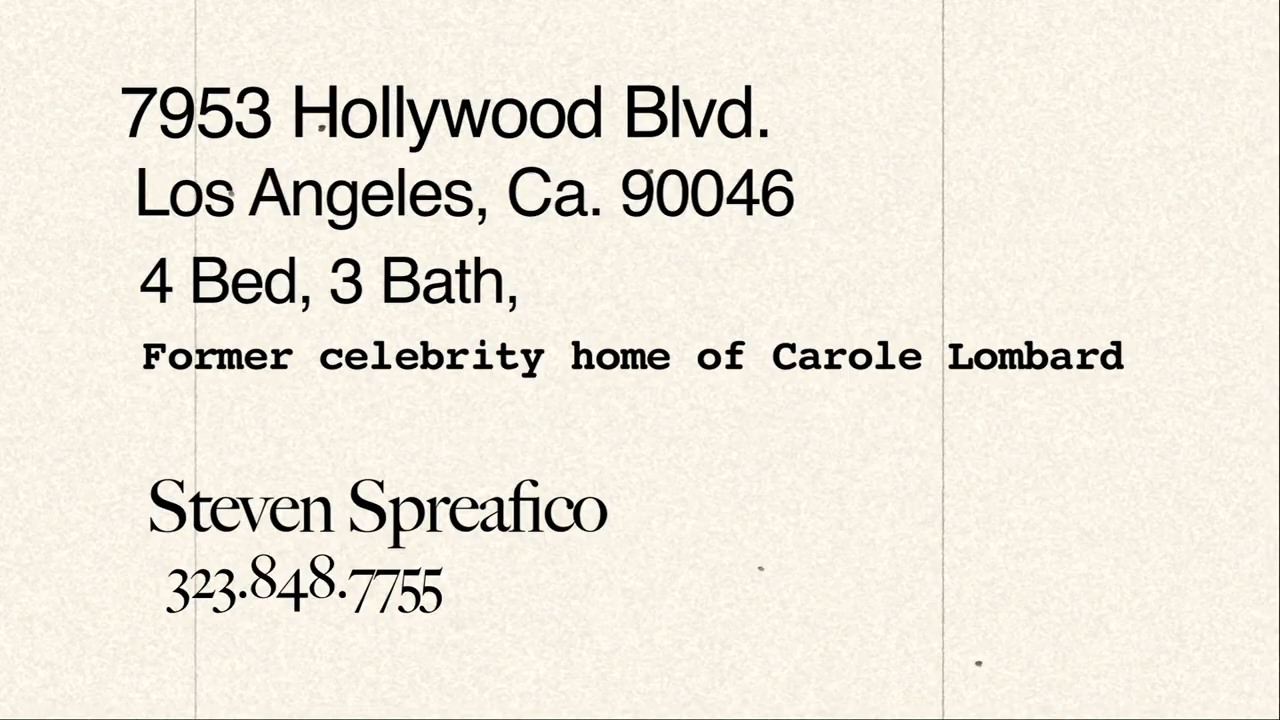 7953 Hollywood Blvd.
Los Angeles, Ca. 90046
4 Bed, 3 Bath,
Former celebrity home of Carole Lombard
Steven Spreafico
323.848.7755